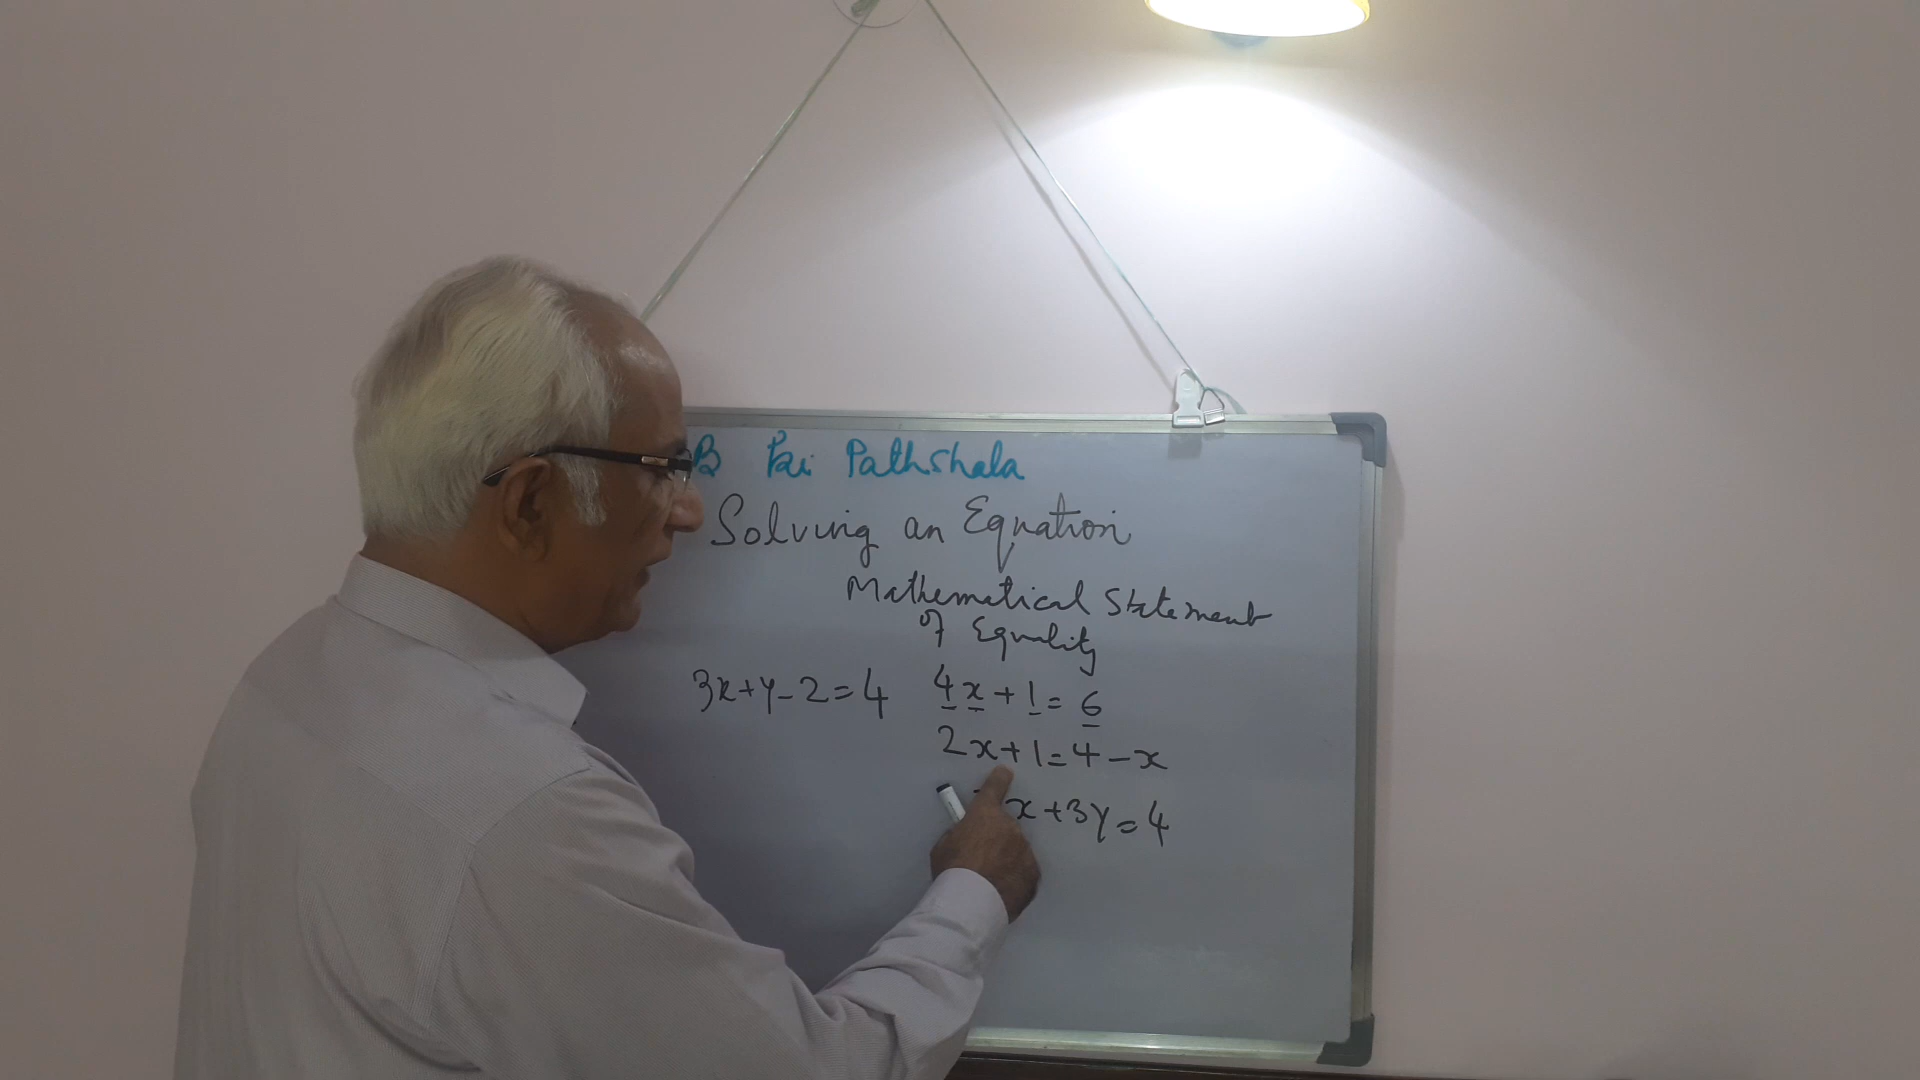 B Pai Pathshala
Solving an Equation
Mathematical Statement
of Equality
3x+y-2=4
4x+1=6
2x+1=4-x
x+3y=4